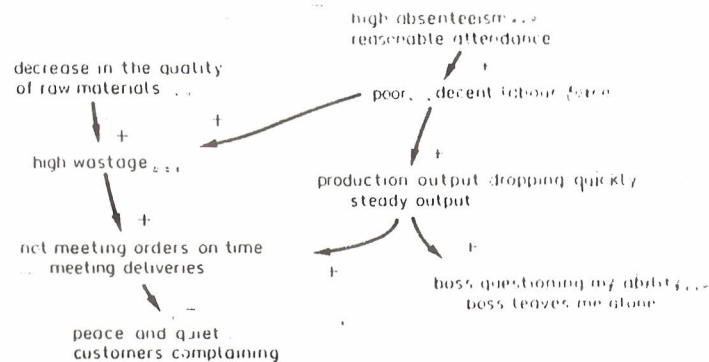 high absenteeism...
reasonable attendance
decrease in the quality
of raw materials ..
poor...decent labour force
high wastage....
production output dropping quickly
steady output
not meeting orders on time
... meeting deliveries
boss questioning my ability....
boss leaves me alone
peace and quiet
customers complaining
+
+
+
+
+
+
+
-